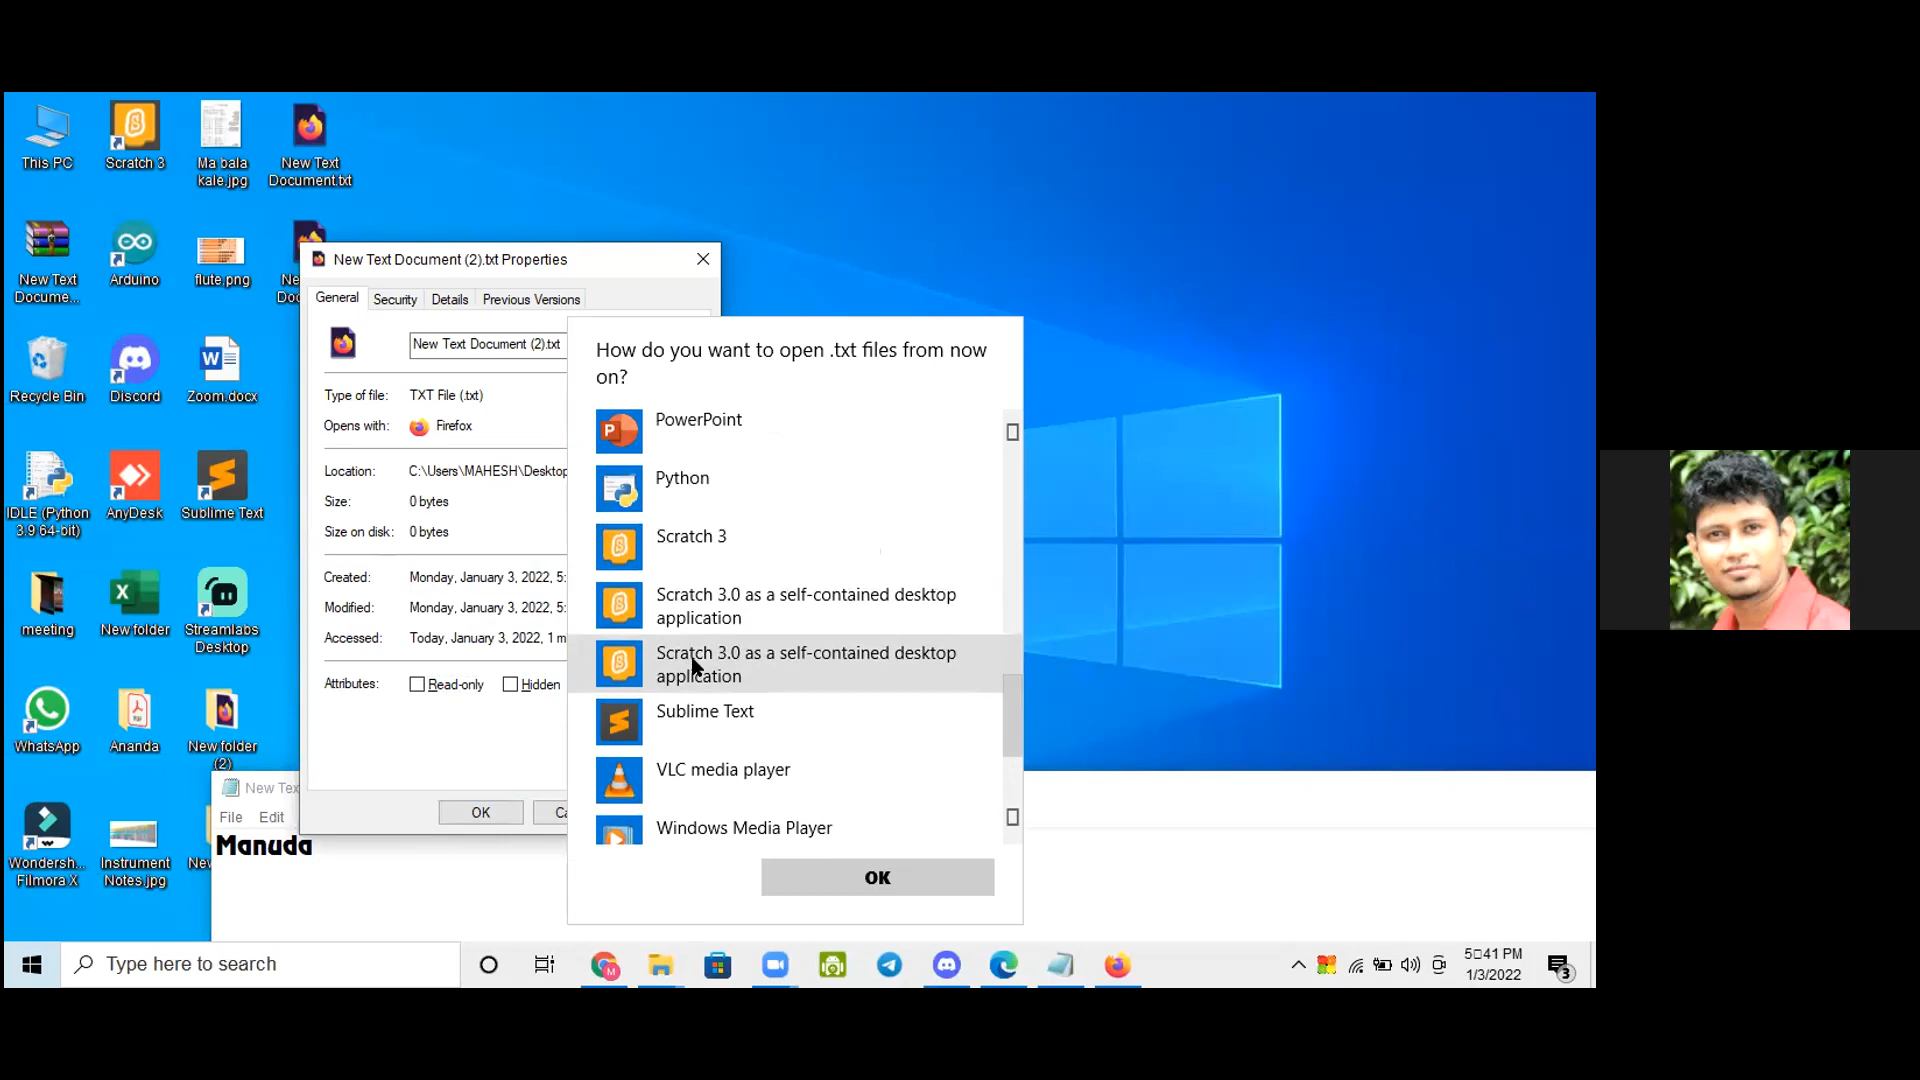 This PC
Scratch 3
Ma bala
kale.jpg
New Text
Document.txt
New Text
Docume...
Arduino
flute.png
Recycle Bin
Discord
Zoom.docx
IDLE (Python
3.9 64-bit)
AnyDesk
Sublime Text
meeting
New folder
Streamlabs
Desktop
WhatsApp
Ananda
New folder
(2)
Wondersh...
Filmora X
Instrument
Notes.jpg
New Text Document (2).txt Properties
General
Security
Details
Previous Versions
New Text Document (2).txt
Type of file:
TXT File (.txt)
Opens with:
Firefox
Location:
C:\Users\MAHESH\Desktop
Size:
0 bytes
Size on disk:
0 bytes
Created:
Monday, January 3, 2022, 5:
Modified:
Monday, January 3, 2022, 5:
Accessed:
Today, January 3, 2022, 1 m
Attributes:
Read-only
Hidden
OK
Ca
How do you want to open .txt files from now
on?
PowerPoint
Python
Scratch 3
Scratch 3.0 as a self-contained desktop
application
Scratch 3.0 as a self-contained desktop
application
Sublime Text
VLC media player
Windows Media Player
OK
New Tex
File Edit
Manuda
Type here to search
5□41 PM
1/3/2022
3